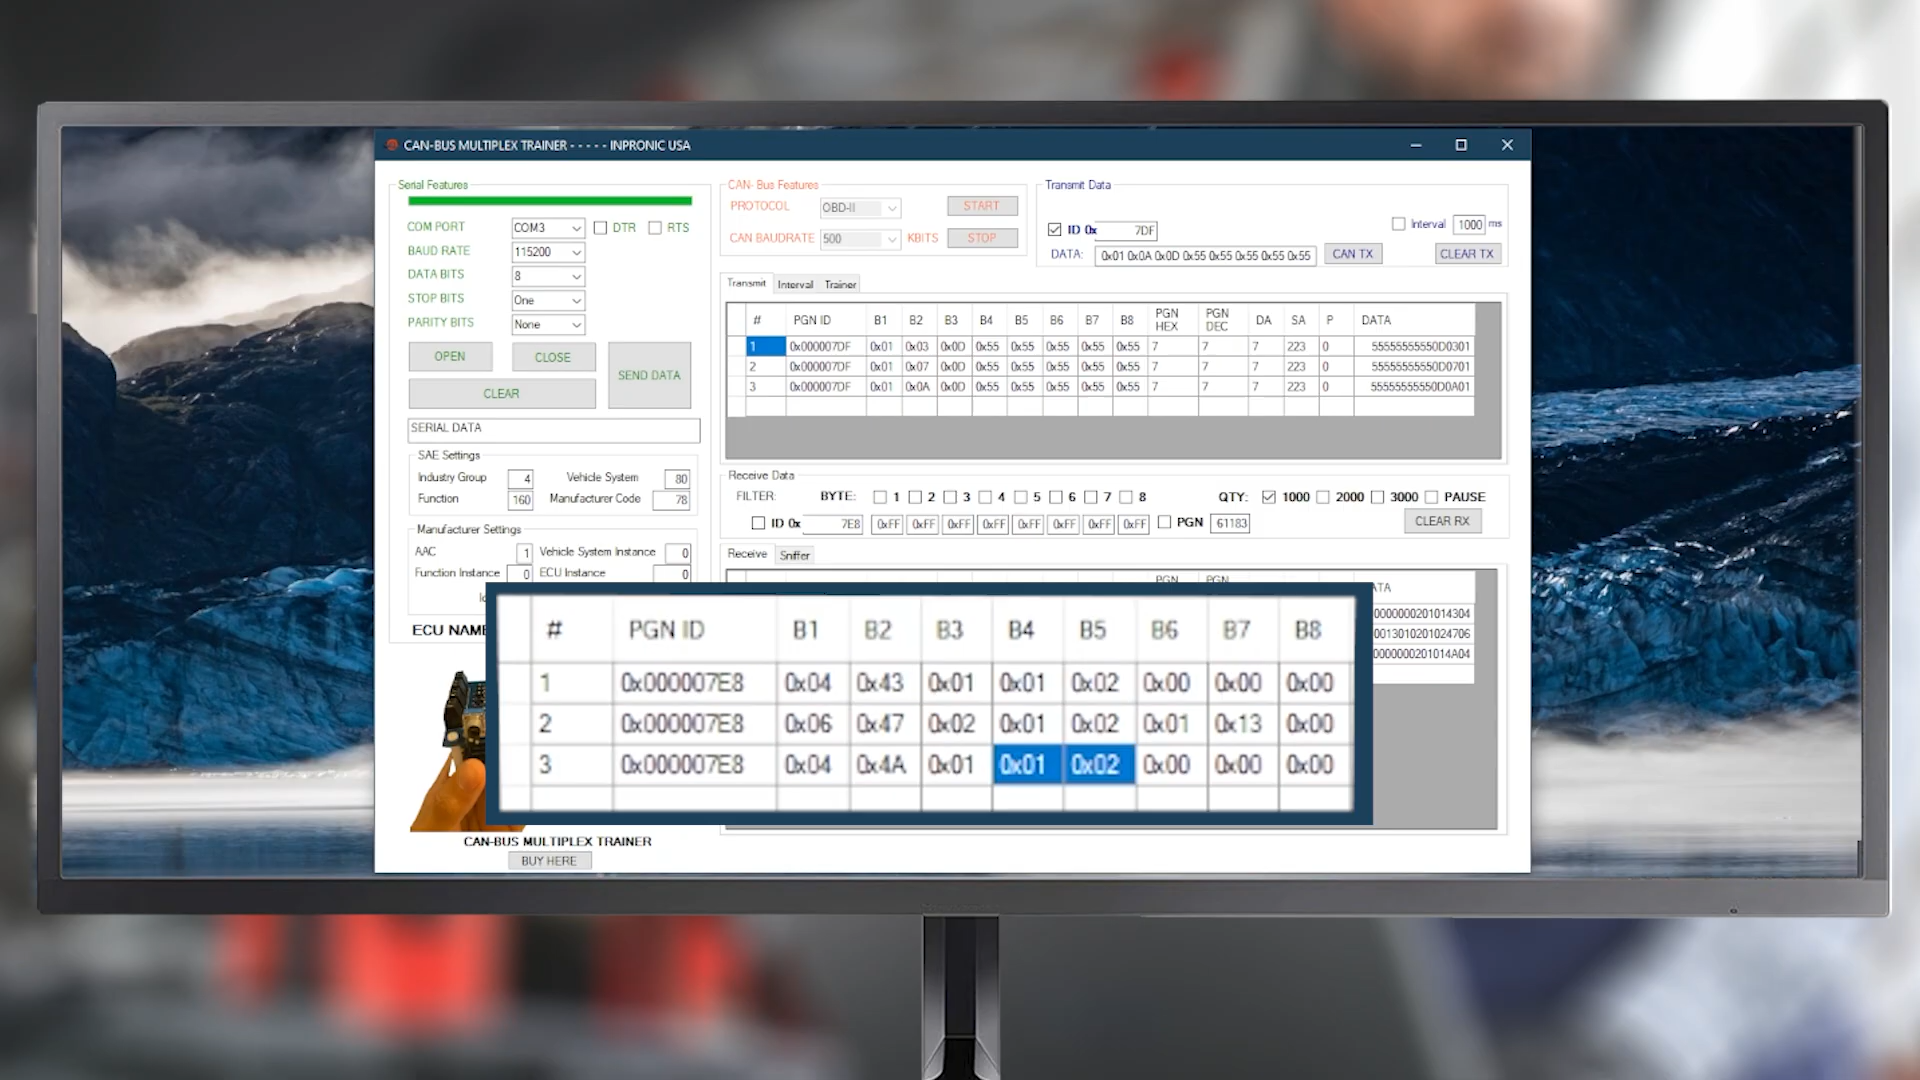 CAN-BUS MULTIPLEX TRAINER - - - - - INPRONIC USA
Serial Features
COM PORT COM3 DTR RTS
BAUD RATE 115200
DATA BITS 8
STOP BITS One
PARITY BITS None
OPEN CLOSE SEND DATA
CLEAR
SERIAL DATA
SAE Settings
Industry Group 4 Vehicle System 80
Function 160 Manufacturer Code 78
Manufacturer Settings
AAC 1 Vehicle System Instance 0
Function Instance 0 ECU Instance 0
ECU NAME
CAN-BUS MULTIPLEX TRAINER
BUY HERE
CAN- Bus Features
PROTOCOL OBD-II START
CAN BAUDRATE 500 KBITS STOP
Transmit Data
ID 0x 7DF Interval 1000 ms
DATA: 0x01 0x0A 0x0D 0x55 0x55 0x55 0x55 0x55 CAN TX CLEAR TX
Transmit Interval Trainer
# PGN ID B1 B2 B3 B4 B5 B6 B7 B8 PGN HEX PGN DEC DA SA P DATA
1 0x000007DF 0x01 0x03 0x0D 0x55 0x55 0x55 0x55 0x55 7 7 7 223 0 55555555550D0301
2 0x000007DF 0x01 0x07 0x0D 0x55 0x55 0x55 0x55 0x55 7 7 7 223 0 55555555550D0701
3 0x000007DF 0x01 0x0A 0x0D 0x55 0x55 0x55 0x55 0x55 7 7 7 223 0 55555555550D0A01
Receive Data
FILTER: BYTE: 1 2 3 4 5 6 7 8 QTY: 1000 2000 3000 PAUSE
ID 0x 7E8 0xFF 0xFF 0xFF 0xFF 0xFF 0xFF 0xFF 0xFF PGN 61183 CLEAR RX
Receive Sniffer
PGN PGN
# PGN ID B1 B2 B3 B4 B5 B6 B7 B8
1 0x000007E8 0x04 0x43 0x01 0x01 0x02 0x00 0x00 0x00
2 0x000007E8 0x06 0x47 0x02 0x01 0x02 0x01 0x13 0x00
3 0x000007E8 0x04 0x4A 0x01 0x01 0x02 0x00 0x00 0x00
ATA
0000000201014304
0013010201024706
0000000201014A04